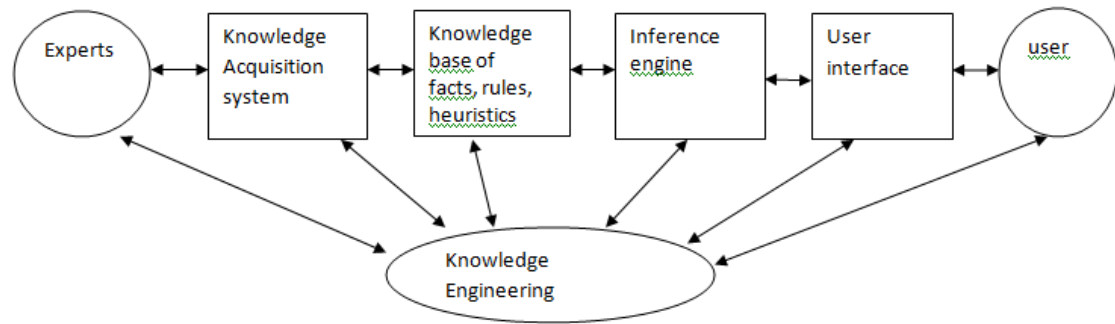 Experts
Knowledge
Acquisition
system
Knowledge
base of
facts, rules,
heuristics
Inference
engine
User
interface
user
Knowledge
Engineering